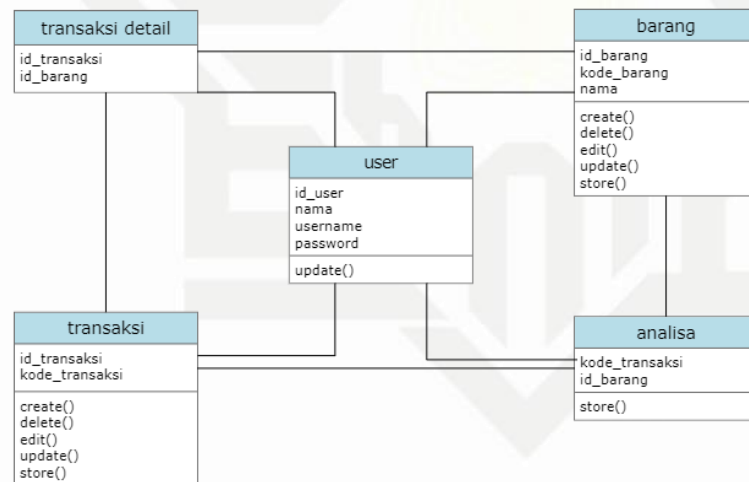 transaksi detail
id_transaksi
id_barang
barang
id_barang
kode_barang
nama
create()
delete()
edit()
update()
store()
user
id_user
nama
username
password
update()
transaksi
id_transaksi
kode_transaksi
create()
delete()
edit()
update()
store()
analisa
kode_transaksi
id_barang
store()